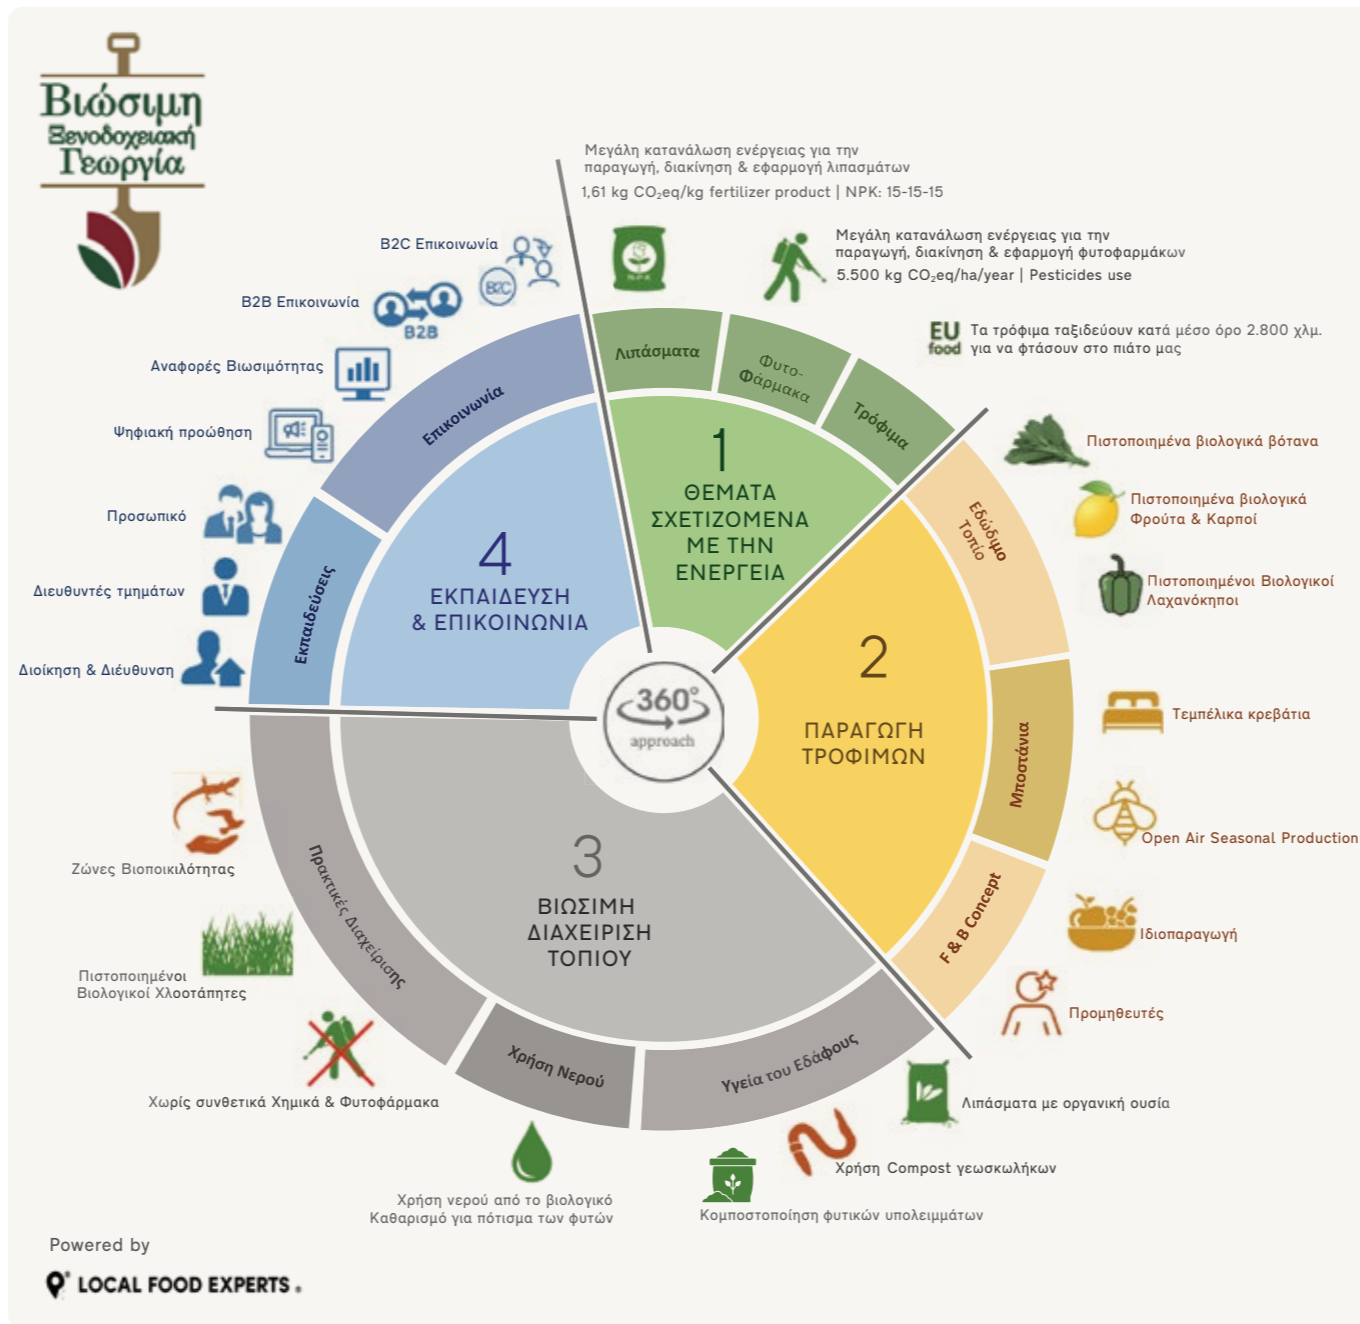 Βιώσιμη
Ξενοδοχειακή
Γεωργία
Μεγάλη κατανάλωση ενέργειας για την
παραγωγή, διακίνηση & εφαρμογή λιπασμάτων
1,61 kg CO₂eq/kg fertilizer product | NPK: 15-15-15
N-P-K
Μεγάλη κατανάλωση ενέργειας για την
παραγωγή, διακίνηση & εφαρμογή φυτοφαρμάκων
5.500 kg CO₂eq/ha/year | Pesticides use
EU
food
Τα τρόφιμα ταξιδεύουν κατά μέσο όρο 2.800 χλμ.
για να φτάσουν στο πιάτο μας
Λιπάσματα
Φυτο-
Φάρμακα
Τρόφιμα
1
ΘΕΜΑΤΑ
ΣΧΕΤΙΖΟΜΕΝΑ
ΜΕ ΤΗΝ
ΕΝΕΡΓΕΙΑ
Πιστοποιημένα βιολογικά βότανα
Πιστοποιημένα βιολογικά
Φρούτα & Καρποί
Πιστοποιημένοι Βιολογικοί
Λαχανόκηποι
Τεμπέλικα κρεβάτια
Open Air Seasonal Production
Ιδιοπαραγωγή
Προμηθευτές
Εδώδιμο
Τοπίο
Μποστάνια
F & B Concept
2
ΠΑΡΑΓΩΓΗ
ΤΡΟΦΙΜΩΝ
Λιπάσματα με οργανική ουσία
Χρήση Compost γεωσκωλήκων
Κομποστοποίηση φυτικών υπολειμμάτων
Χρήση νερού από το βιολογικό
Καθαρισμό για πότισμα των φυτών
Χωρίς συνθετικά Χημικά & Φυτοφάρμακα
Πιστοποιημένοι
Βιολογικοί Χλοοτάπητες
Ζώνες Βιοποικιλότητας
Υγεία του Εδάφους
Χρήση Νερού
Πρακτικές Διαχείρισης
3
ΒΙΩΣΙΜΗ
ΔΙΑΧΕΙΡΙΣΗ
ΤΟΠΙΟΥ
Διοίκηση & Διέυθυνση
Διευθυντές τμημάτων
Προσωπικό
Ψηφιακή προώθηση
Αναφορές Βιωσιμότητας
B2B Επικοινωνία
B2B
B2C Επικοινωνία
B2C
Εκπαιδεύσεις
Επικοινωνία
4
ΕΚΠΑΙΔΕΥΣΗ
& ΕΠΙΚΟΙΝΩΝΙΑ
360°
approach
Powered by
LOCAL FOOD EXPERTS